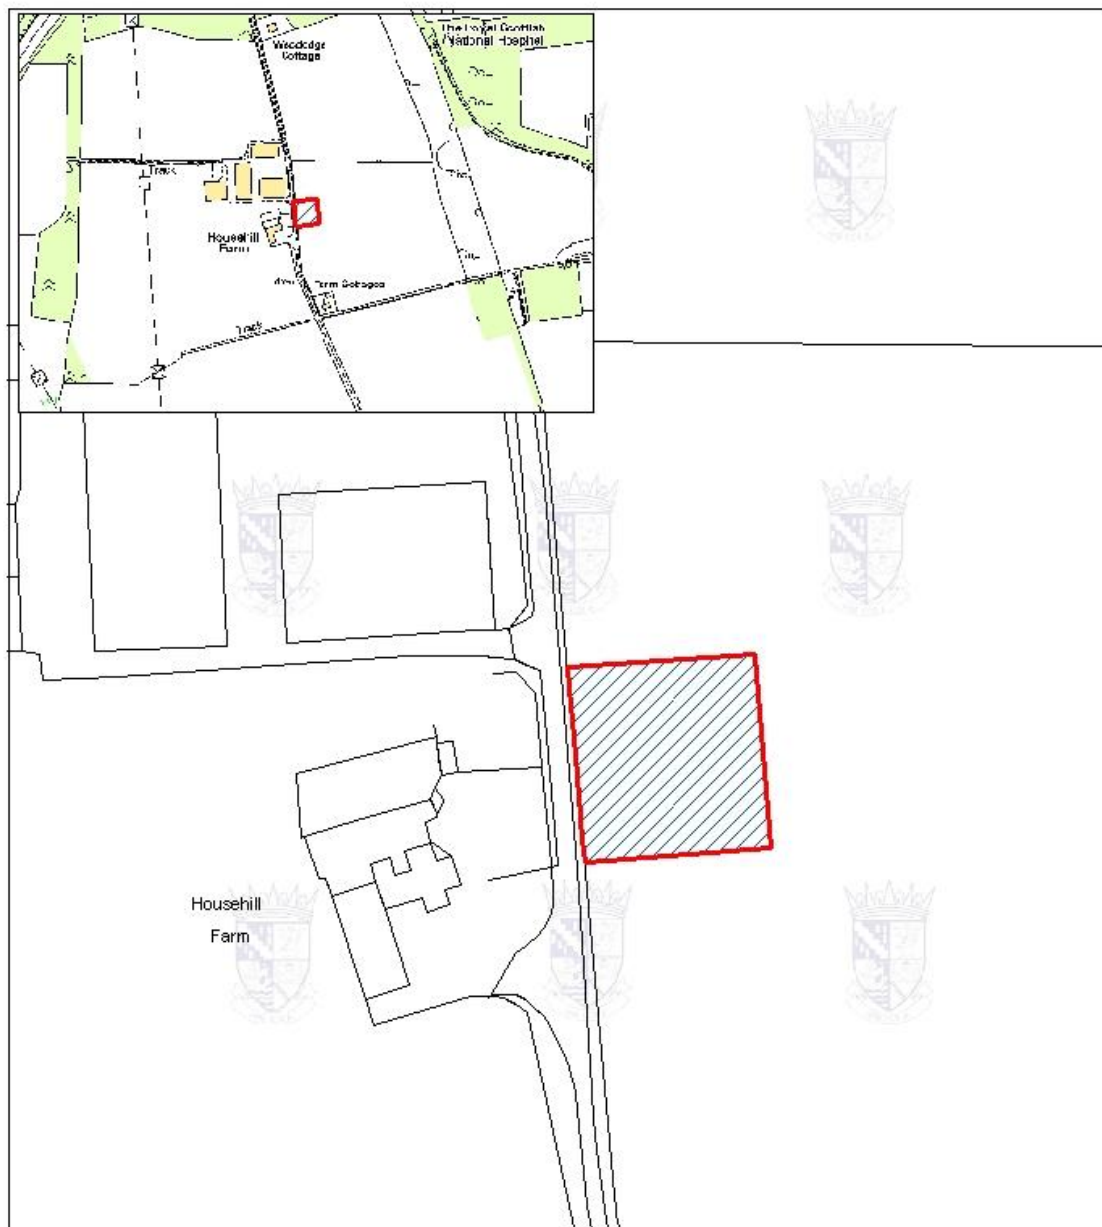 The Royal Scottish
National Hospital
Woodedge
Cottage
Track
Househill
Farm
Farm Cottages
Track
Househill
Farm